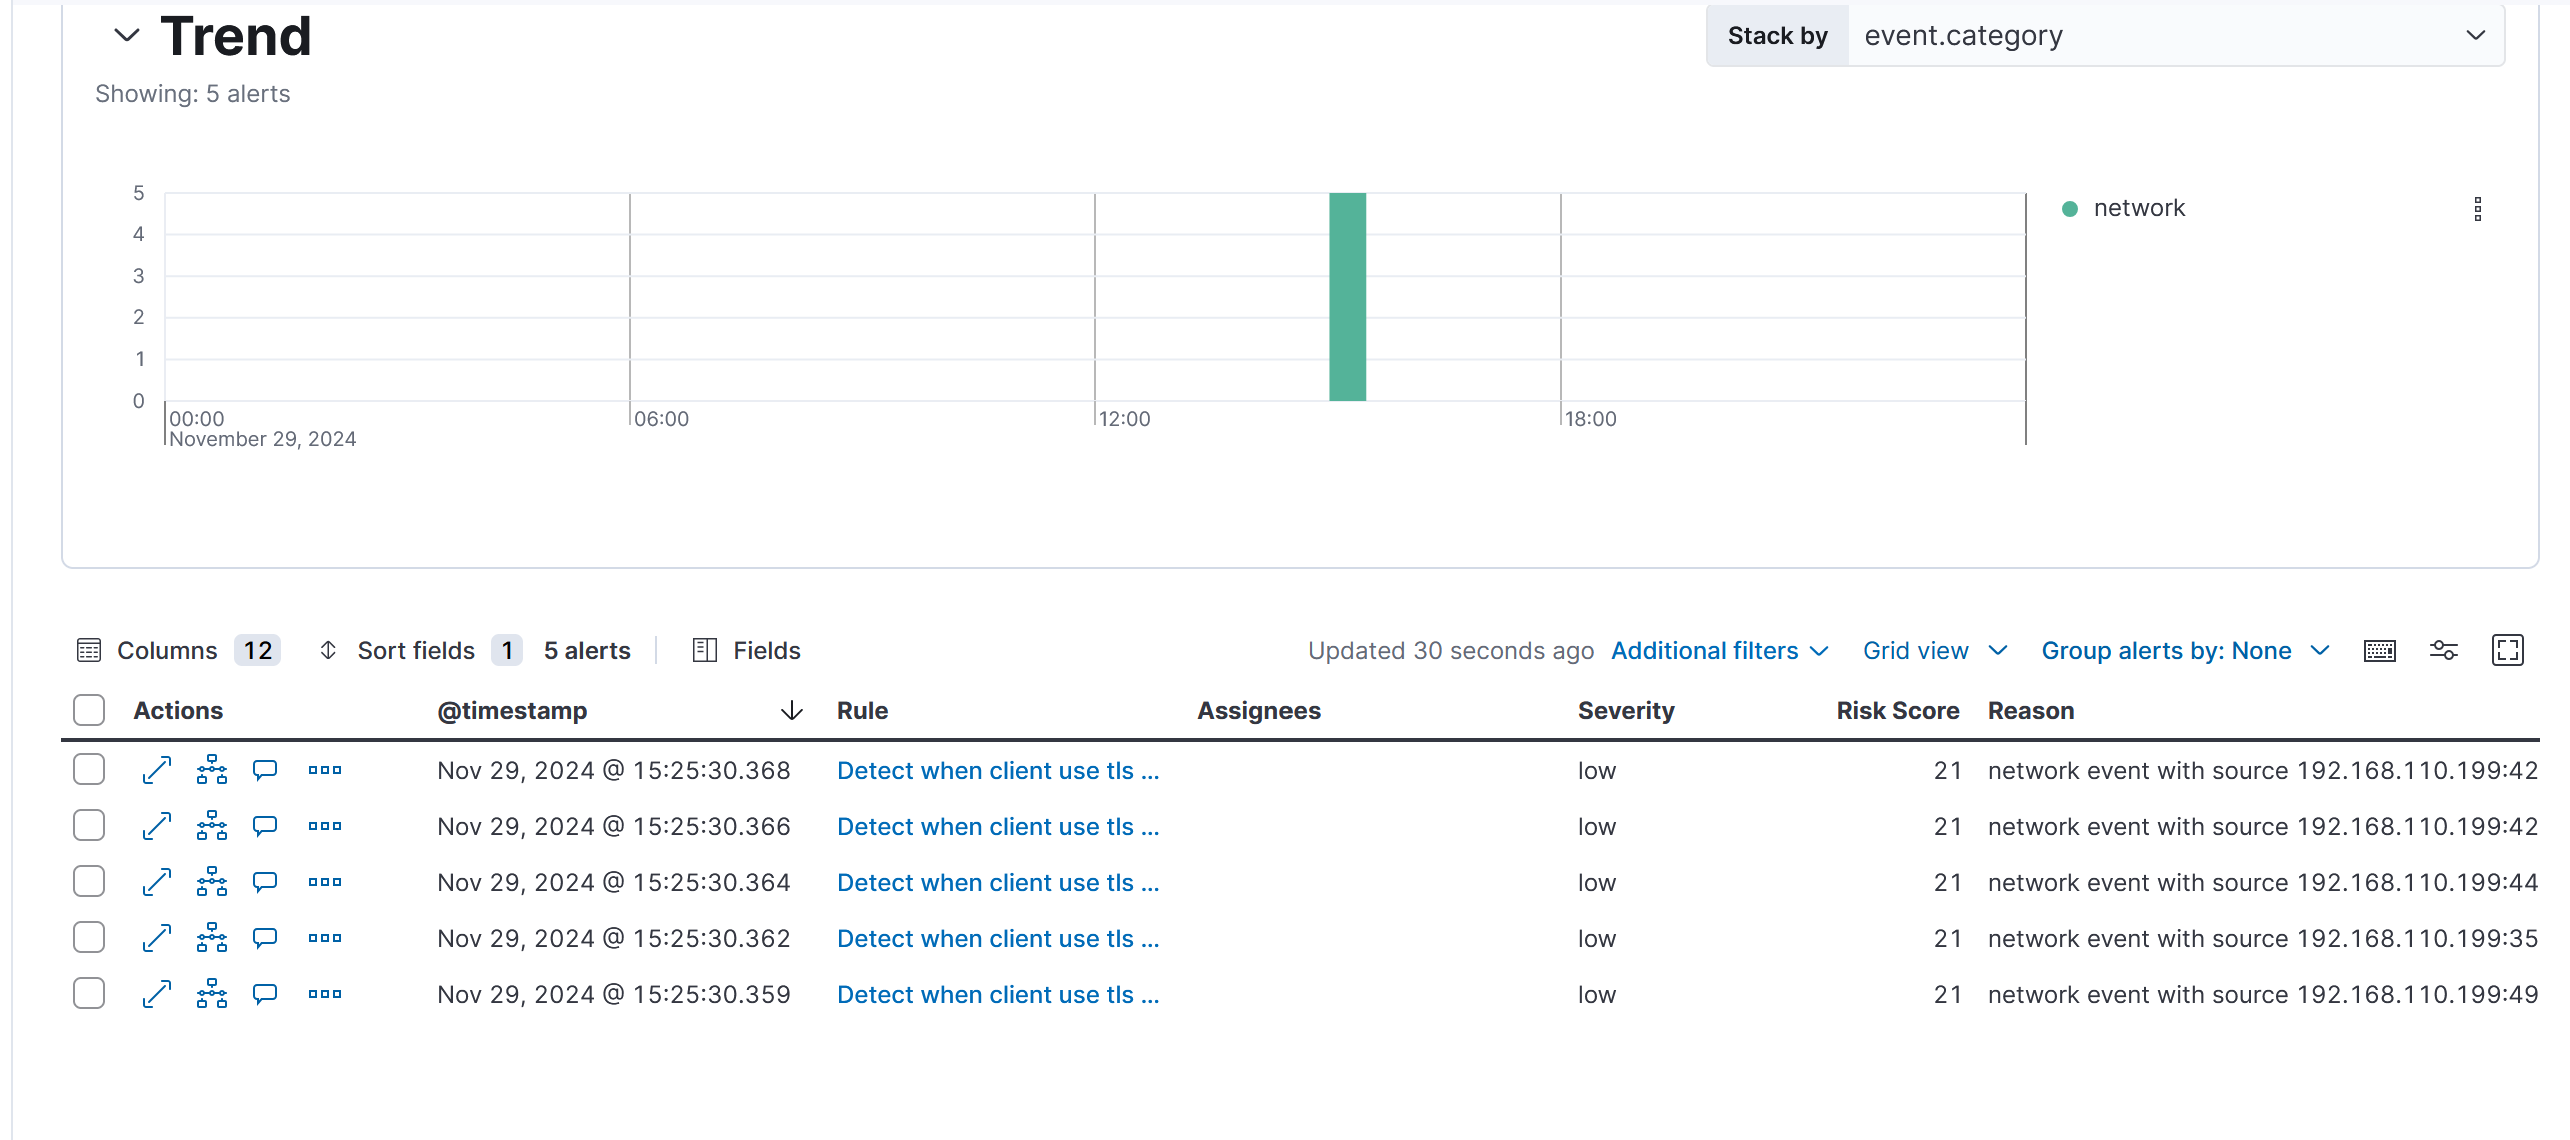 Trend
Stack by event.category
Showing: 5 alerts
5
4
3
2
1
0
00:00 06:00 12:00 18:00
November 29, 2024
network
Columns 12 Sort fields 1 5 alerts Fields Updated 30 seconds ago Additional filters Grid view Group alerts by: None
Actions @timestamp Rule Assignees Severity Risk Score Reason
Nov 29, 2024 @ 15:25:30.368 Detect when client use tls ... low 21 network event with source 192.168.110.199:42
Nov 29, 2024 @ 15:25:30.366 Detect when client use tls ... low 21 network event with source 192.168.110.199:42
Nov 29, 2024 @ 15:25:30.364 Detect when client use tls ... low 21 network event with source 192.168.110.199:44
Nov 29, 2024 @ 15:25:30.362 Detect when client use tls ... low 21 network event with source 192.168.110.199:35
Nov 29, 2024 @ 15:25:30.359 Detect when client use tls ... low 21 network event with source 192.168.110.199:49